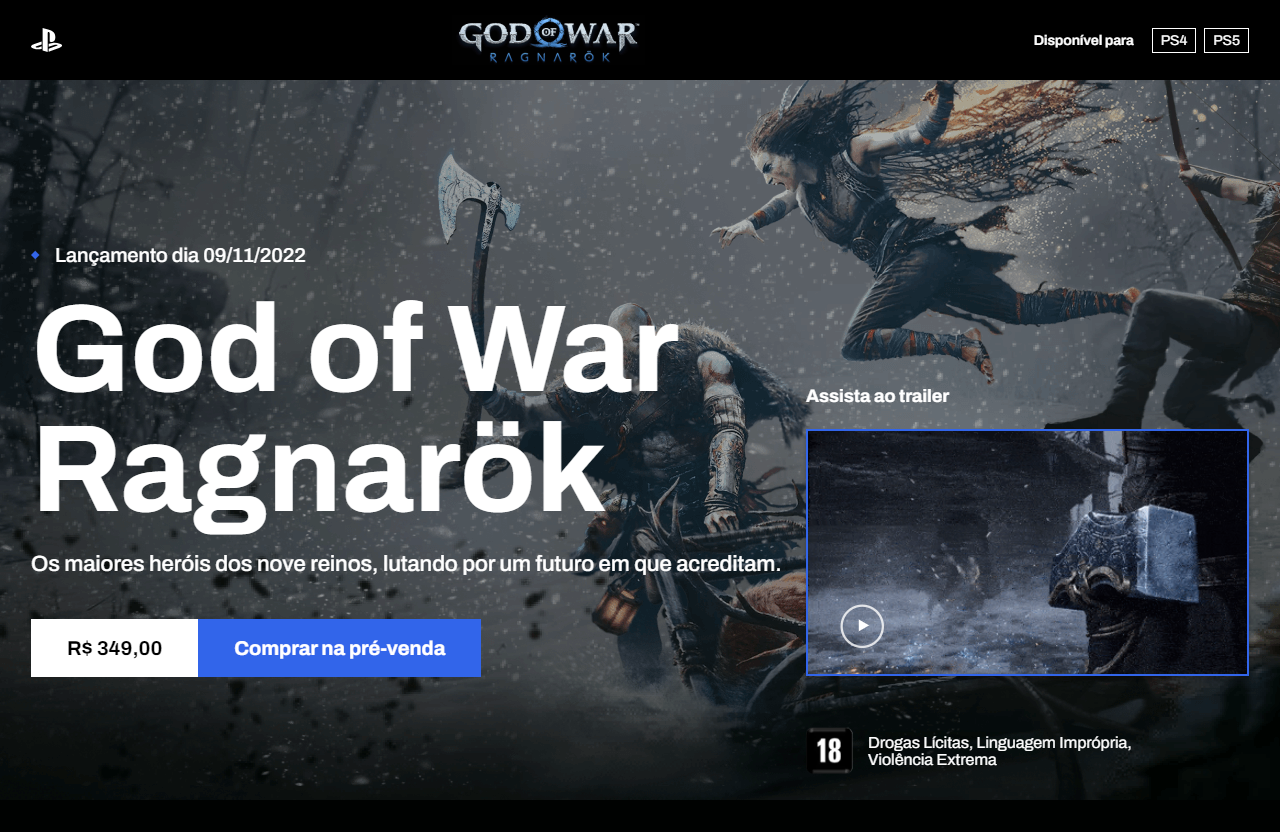 GOD OF WAR
RAGNARÖK
Disponível para
PS4
PS5
Lançamento dia 09/11/2022
God of War
Ragnarök
Os maiores heróis dos nove reinos, lutando por um futuro em que acreditam.
R$ 349,00
Comprar na pré-venda
Assista ao trailer
18
Drogas Lícitas, Linguagem Imprópria,
Violência Extrema